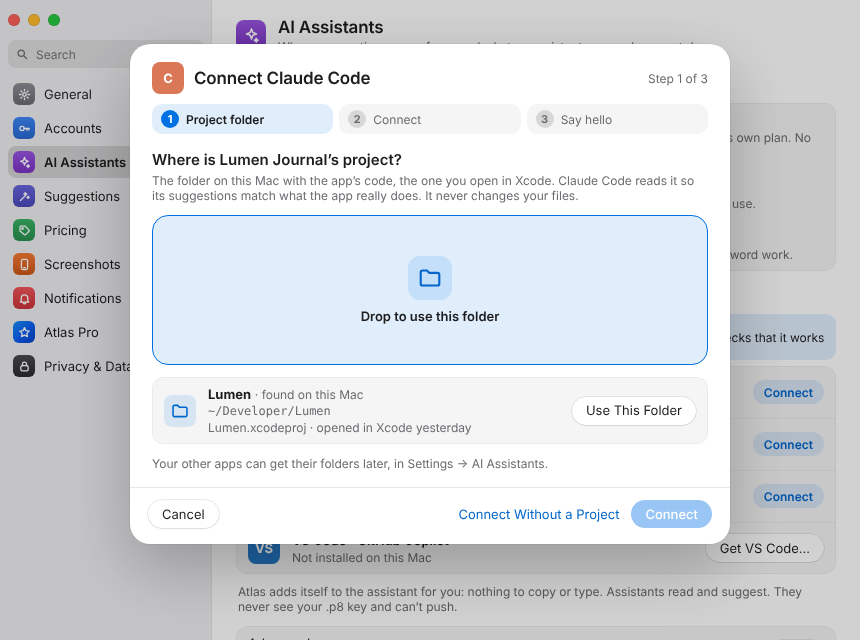 Search
General
Accounts
AI Assistants
Suggestions
Pricing
Screenshots
Notifications
Atlas Pro
Privacy & Data
AI Assistants
C
Connect Claude Code
Step 1 of 3
1 Project folder
2 Connect
3 Say hello
Where is Lumen Journal’s project?
The folder on this Mac with the app’s code, the one you open in Xcode. Claude Code reads it so
its suggestions match what the app really does. It never changes your files.
Drop to use this folder
Lumen · found on this Mac
~/Developer/Lumen
Lumen.xcodeproj · opened in Xcode yesterday
Use This Folder
Your other apps can get their folders later, in Settings → AI Assistants.
Cancel
Connect Without a Project
Connect
own plan. No
use.
word work.
that it works
Connect
Connect
Connect
VS
Not installed on this Mac
Get VS Code...
Atlas adds itself to the assistant for you: nothing to copy or type. Assistants read and suggest. They
never see your .p8 key and can’t push.